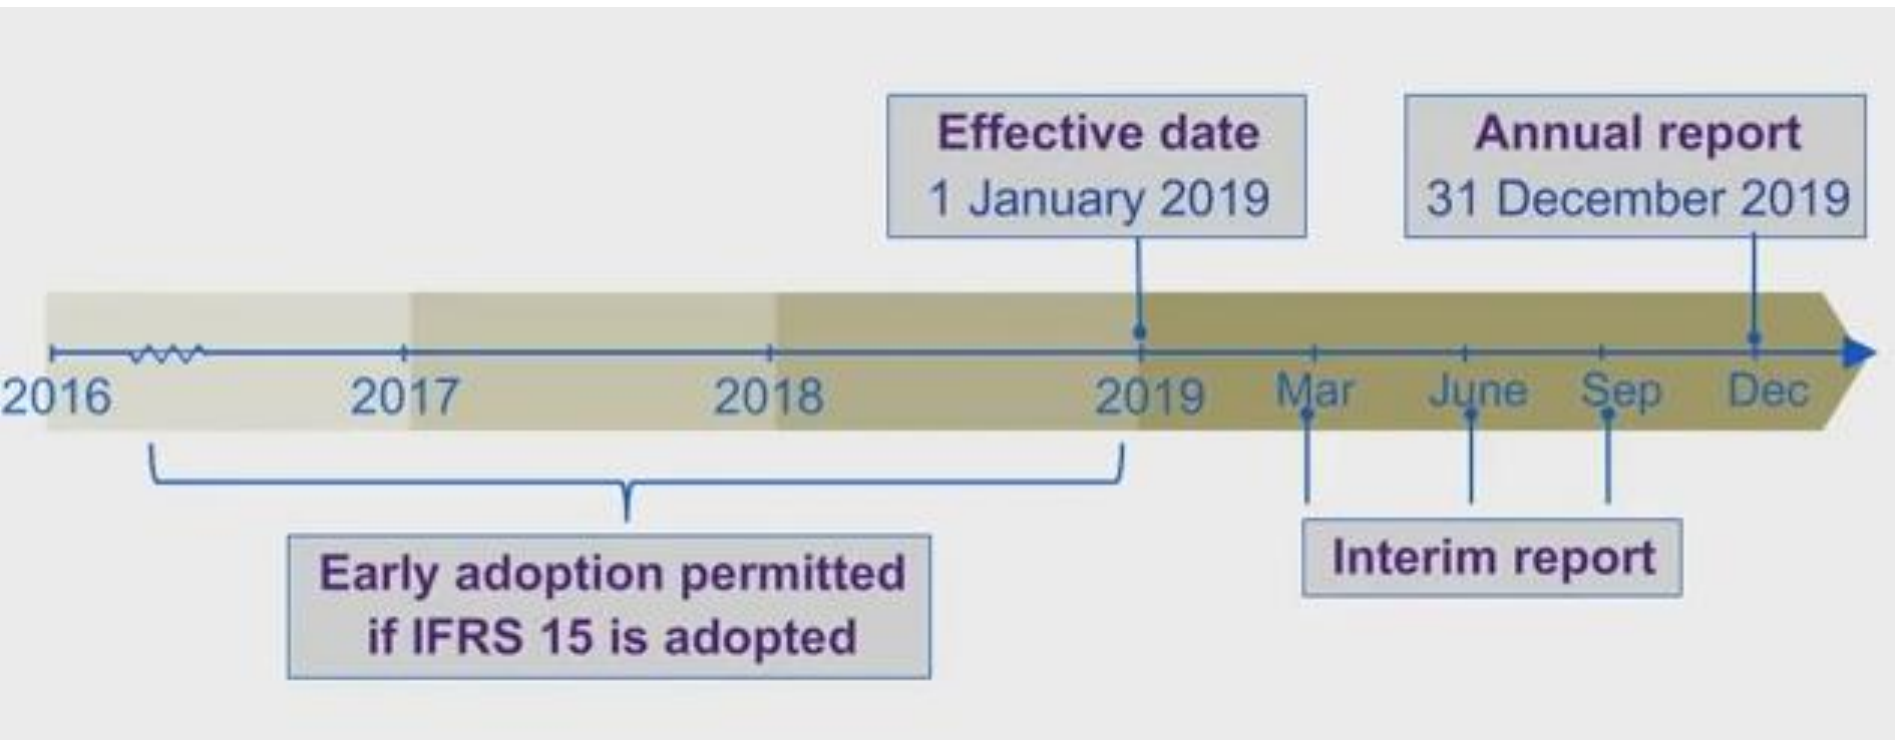 Effective date
1 January 2019
Annual report
31 December 2019
2016 2017 2018 2019 Mar June Sep Dec
Early adoption permitted
if IFRS 15 is adopted
Interim report